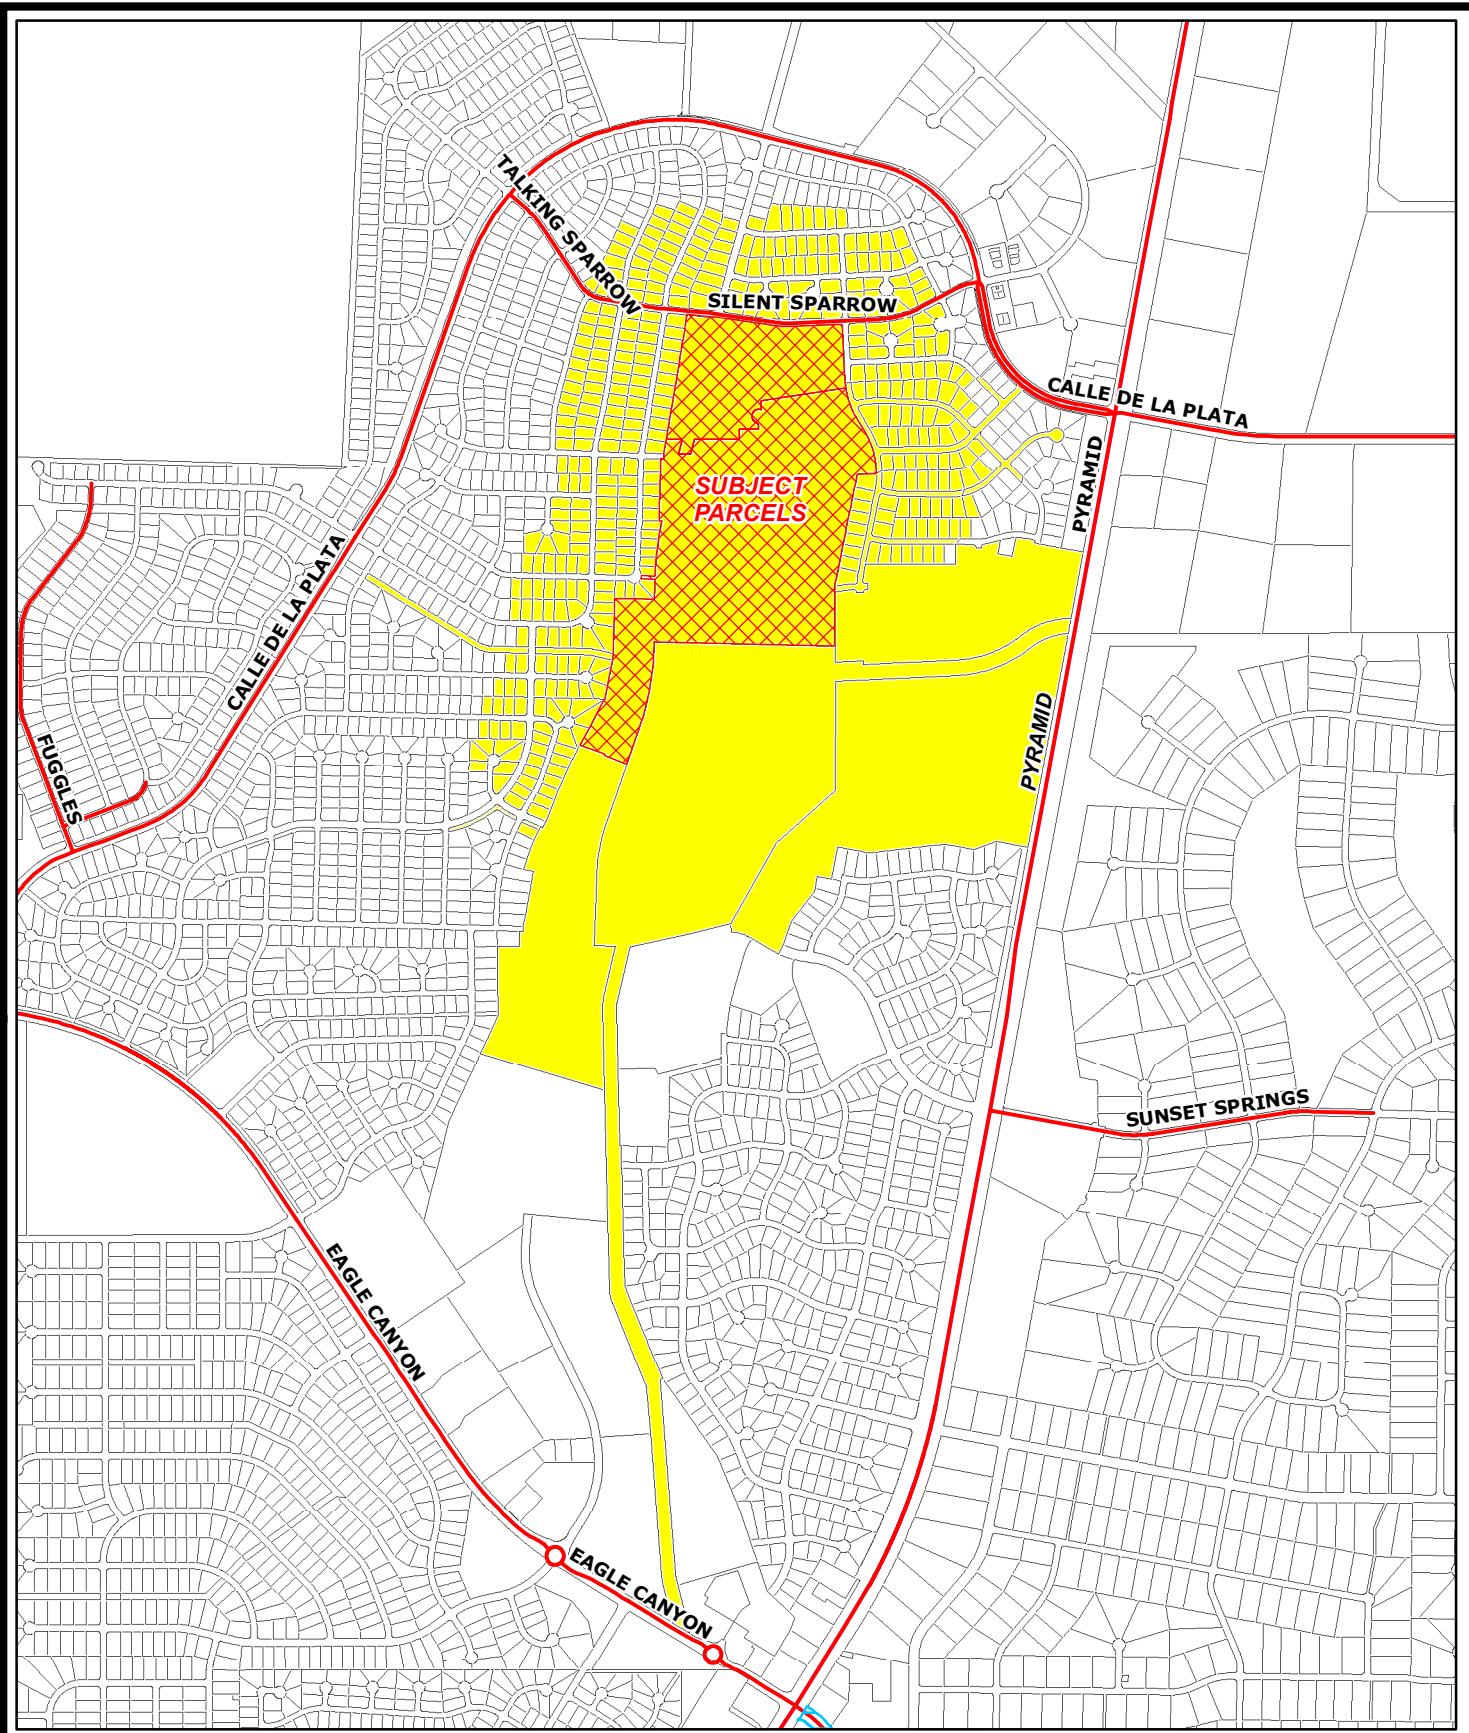 TALKING SPARROW
SILENT SPARROW
CALLE DE LA PLATA
PYRAMID
SUBJECT
PARCELS
CALLE DE LA PLATA
PYRAMID
FUGGLES
SUNSET SPRINGS
EAGLE CANYON
EAGLE CANYON